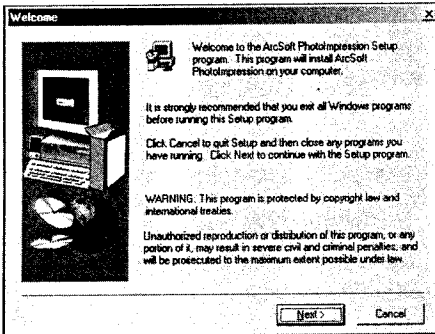 Welcome
Welcome to the ArcSoft PhotoImpression Setup
program. This program will install ArcSoft
PhotoImpression on your computer.
It is strongly recommended that you exit all Windows programs
before running this Setup program.
Click Cancel to quit Setup and then close any programs you
have running. Click Next to continue with the Setup program.
WARNING: This program is protected by copyright law and
international treaties.
Unauthorized reproduction or distribution of this program, or any
portion of it, may result in severe civil and criminal penalties, and
will be prosecuted to the maximum extent possible under law.
Next >
Cancel